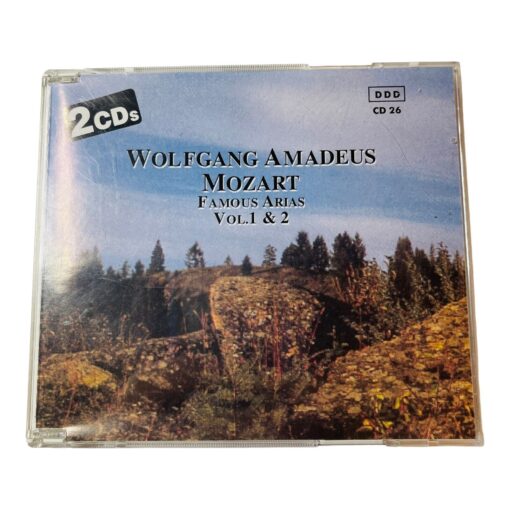 2CDs
DDD
CD 26
WOLFGANG AMADEUS
MOZART
FAMOUS ARIAS
VOL.1 & 2